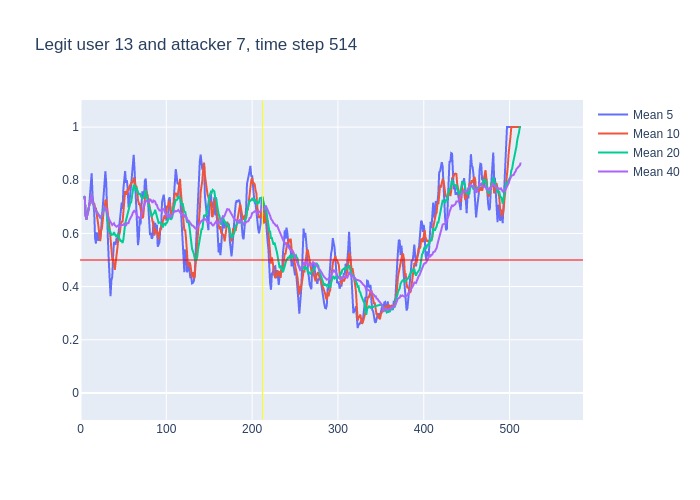 Legit user 13 and attacker 7, time step 514
Mean 5
Mean 10
Mean 20
Mean 40
1
0.8
0.6
0.4
0.2
0
0 100 200 300 400 500